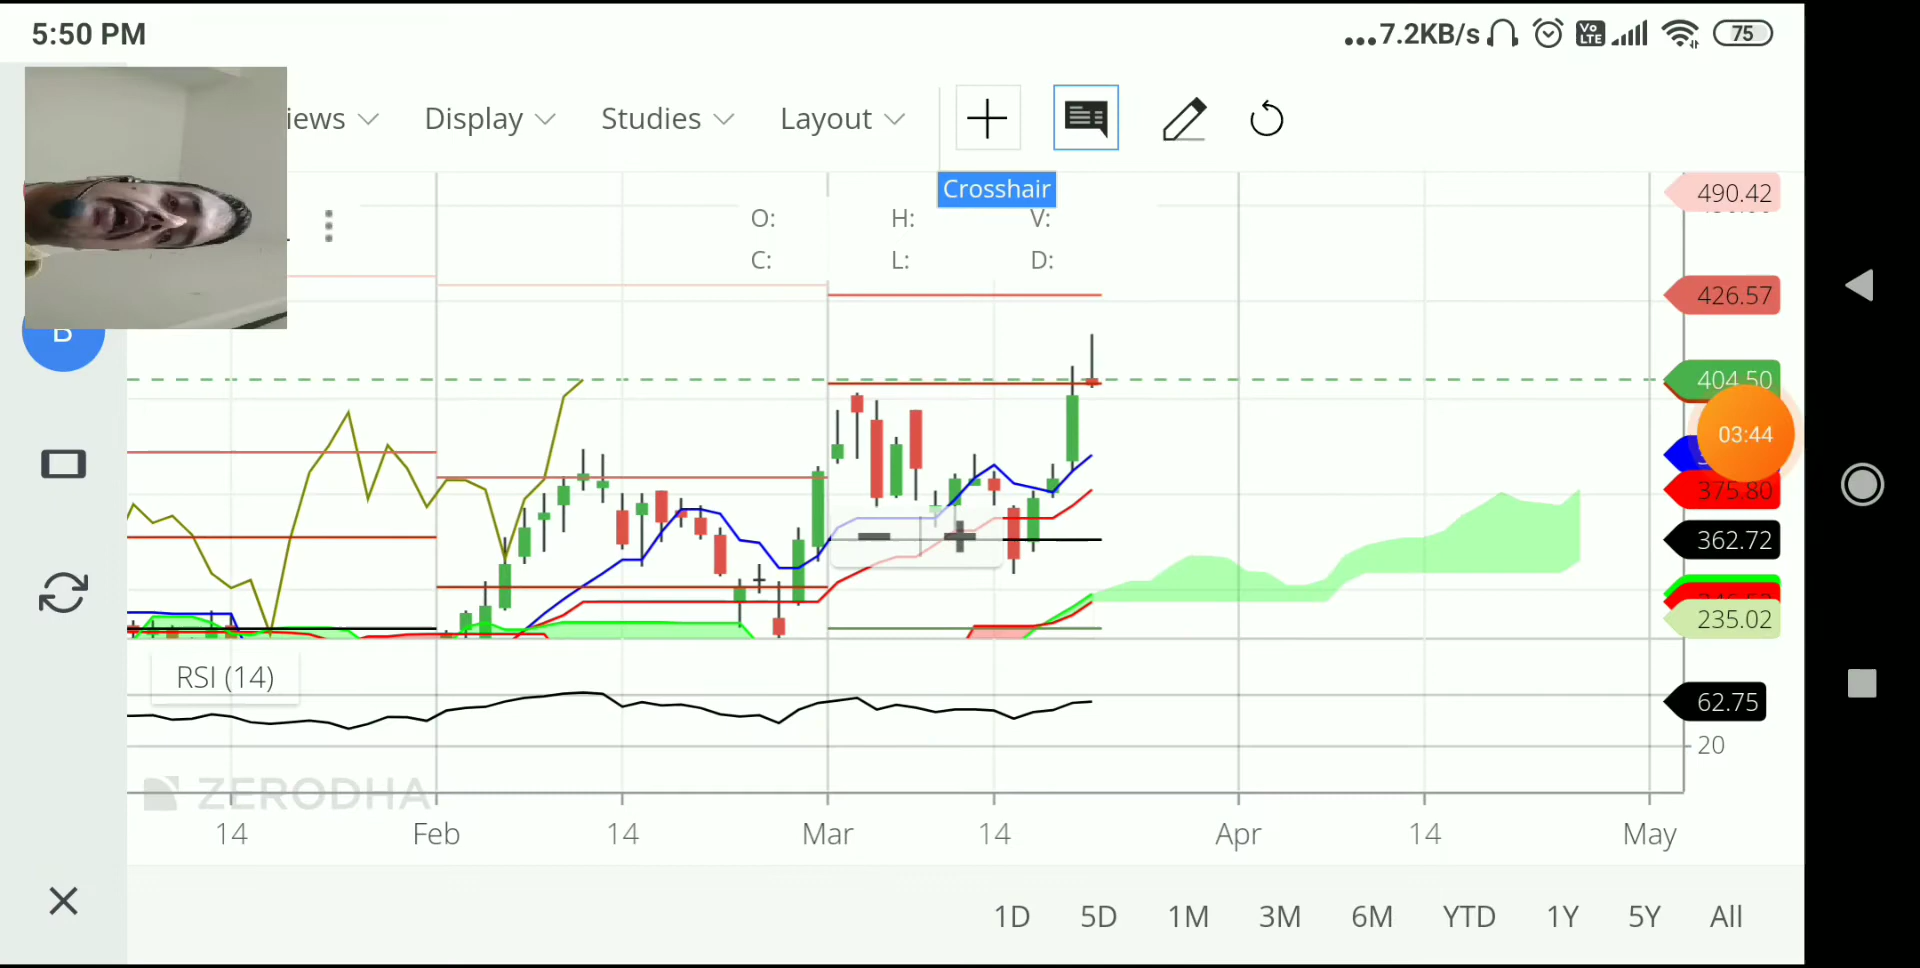 5:50 PM
...7.2KB/s Vo LTE 75
iews Display Studies Layout
Crosshair
O: H: V:
C: L: D:
B
490.42
426.57
404.50
03:44
375.80
362.72
235.02
RSI (14)
62.75
20
ZERODHA
14 Feb 14 Mar 14 Apr 14 May
1D 5D 1M 3M 6M YTD 1Y 5Y All